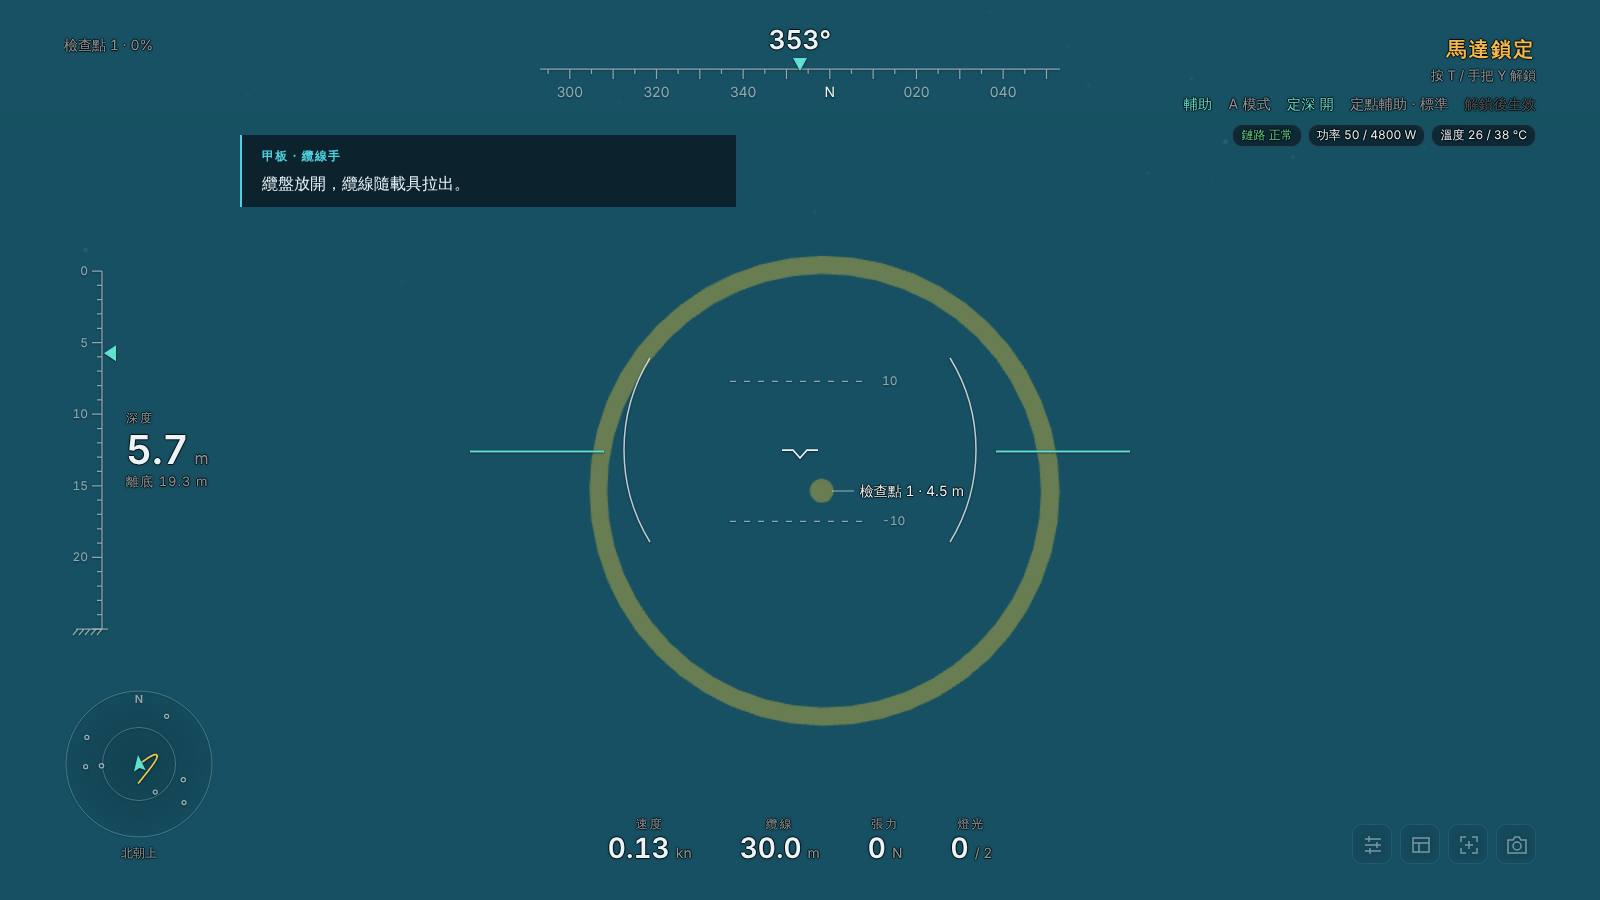 檢查點 1 · 0%
353°
300 320 340 N 020 040
馬達鎖定
按 T / 手把 Y 解鎖
輔助 A 模式 定深 開 定點輔助 · 標準 解鎖後生效
鏈路 正常 功率 50 / 4800 W 溫度 26 / 38 °C
甲板 · 纜線手
纜盤放開，纜線隨載具拉出。
0
5
10
15
20
深度
5.7 m
離底 19.3 m
10
檢查點 1 · 4.5 m
-10
N
北朝上
速度 纜線 張力 燈光
0.13 kn 30.0 m 0 N 0 / 2